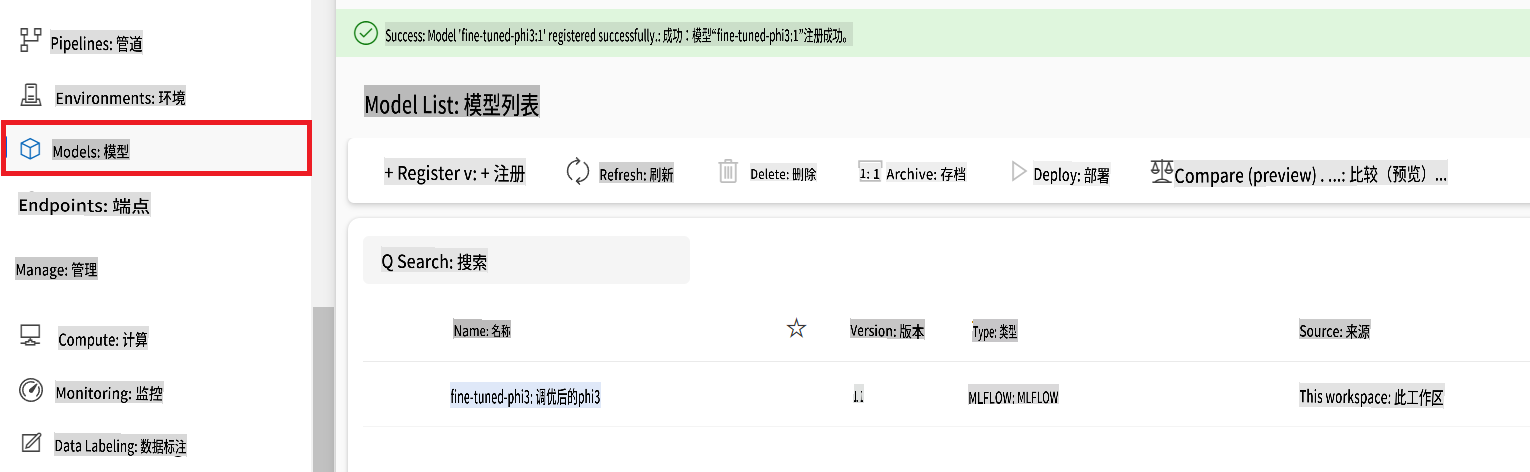 Pipelines: 管道
Environments: 环境
Models: 模型
Endpoints: 端点
Manage: 管理
Compute: 计算
Monitoring: 监控
Data Labeling: 数据标注
Success: Model 'fine-tuned-phi3:1' registered successfully.: 成功：模型“fine-tuned-phi3:1”注册成功。
Model List: 模型列表
+ Register v: + 注册 Refresh: 刷新 Delete: 删除 1: 1 Archive: 存档 Deploy: 部署 Compare (preview) . ...: 比较（预览）...
Q Search: 搜索
Name: 名称 Version: 版本 Type: 类型 Source: 来源
fine-tuned-phi3: 调优后的phi3 MLFLOW: MLFLOW This workspace: 此工作区